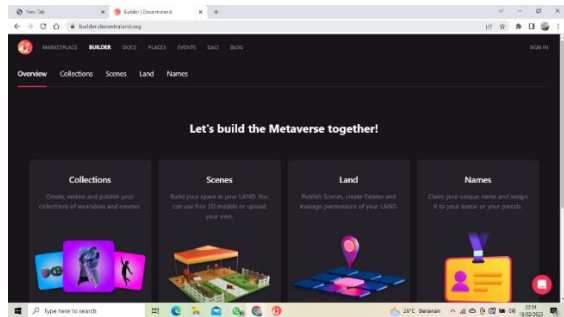 New Tab
Builder | Decentraland
builder.decentraland.org
MARKETPLACE BUILDER DOCS PLACES EVENTS DAO BLOG
SIGN IN
Overview Collections Scenes Land Names
Let's build the Metaverse together!
Collections
Create, review and publish your
collections of wearables and emotes.
Scenes
Build your space in your LAND. You
can use free 3D models or upload
your own.
Land
Publish Scenes, create Estates and
manage permissions of your LAND.
Names
Claim your unique name and assign
it to your avatar or your parcels.
Type here to search
26°C Berawan
22:34